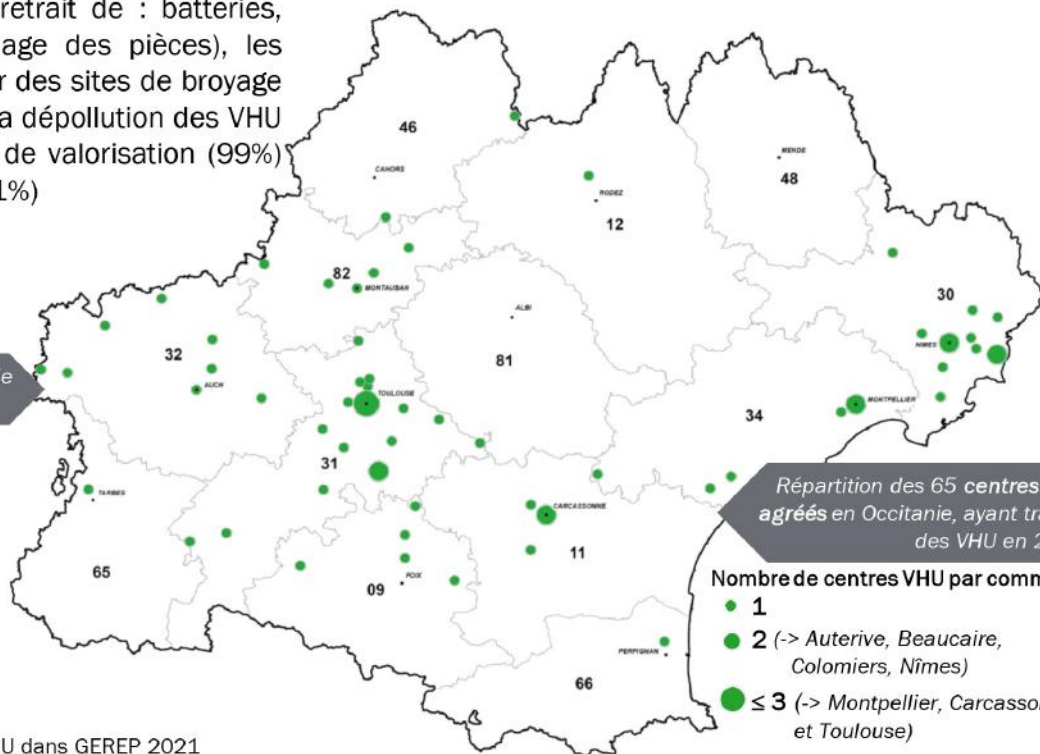 retrait de : batteries,
age des pièces), les
r des sites de broyage
a dépollution des VHU
de valorisation (99%)
1%)
46
CAHORS
MENDE
48
RODEZ
12
82
MONTAUBAN
30
ALBI
NIMES
32
81
AUCH
TOULOUSE
MONTPELLIER
34
31
TARBES
CARCASSONNE
11
65
09
FOIX
PERPIGNAN
66
Répartition des 65 centres
agréés en Occitanie, ayant tra
des VHU en 2
Nombre de centres VHU par comm
1
2 (-> Auterive, Beaucaire,
Colomiers, Nîmes)
≤ 3 (-> Montpellier, Carcasso
et Toulouse)
U dans GEREP 2021